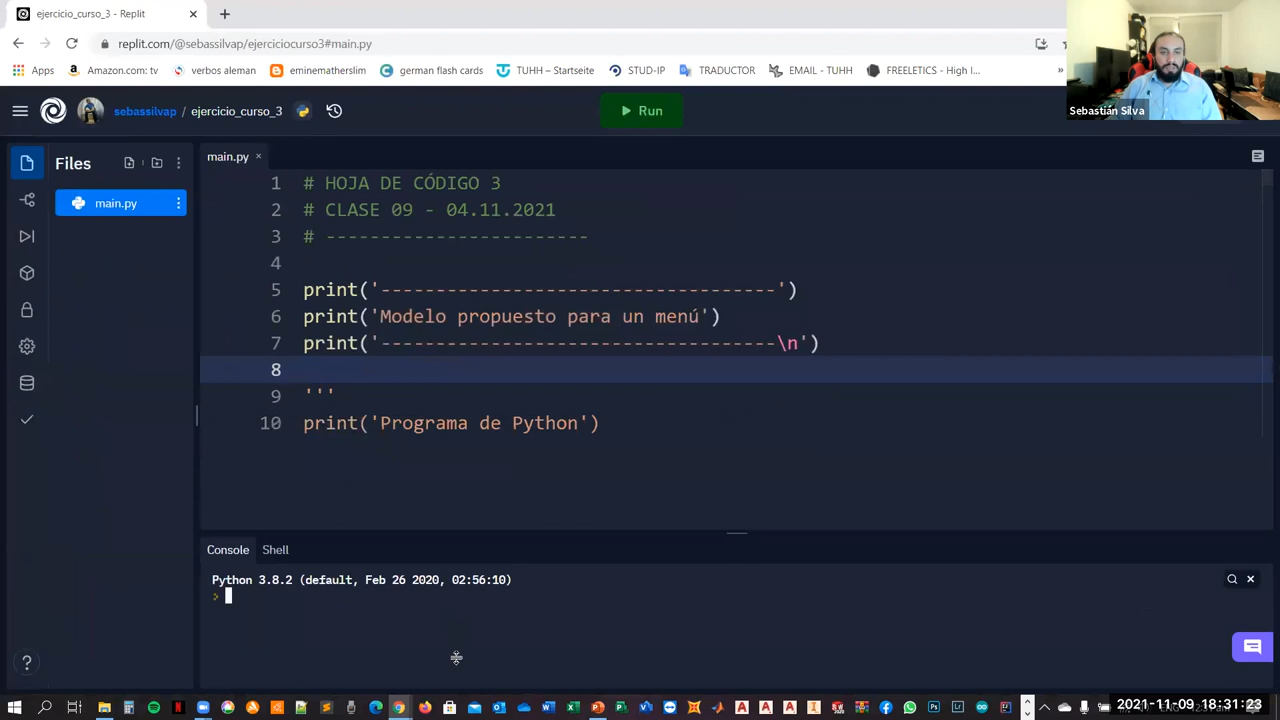 ejercicio_curso_3 - Replit
replit.com/@sebassilvap/ejerciciocurso3#main.py
Apps Amazon.com: tv verbos aleman eminematherslim german flash cards TUHH – Startseite STUD-IP TRADUCTOR EMAIL - TUHH FREELETICS - High I... »
Sebastián Silva
sebassilvap / ejercicio_curso_3 Run
Files
main.py
main.py
1 # HOJA DE CÓDIGO 3
2 # CLASE 09 - 04.11.2021
3 # ------------------------
4
5 print('------------------------------------')
6 print('Modelo propuesto para un menú')
7 print('------------------------------------\n')
8
9 '''
10 print('Programa de Python')
Console Shell
Python 3.8.2 (default, Feb 26 2020, 02:56:10)
2021-11-09 18:31:23